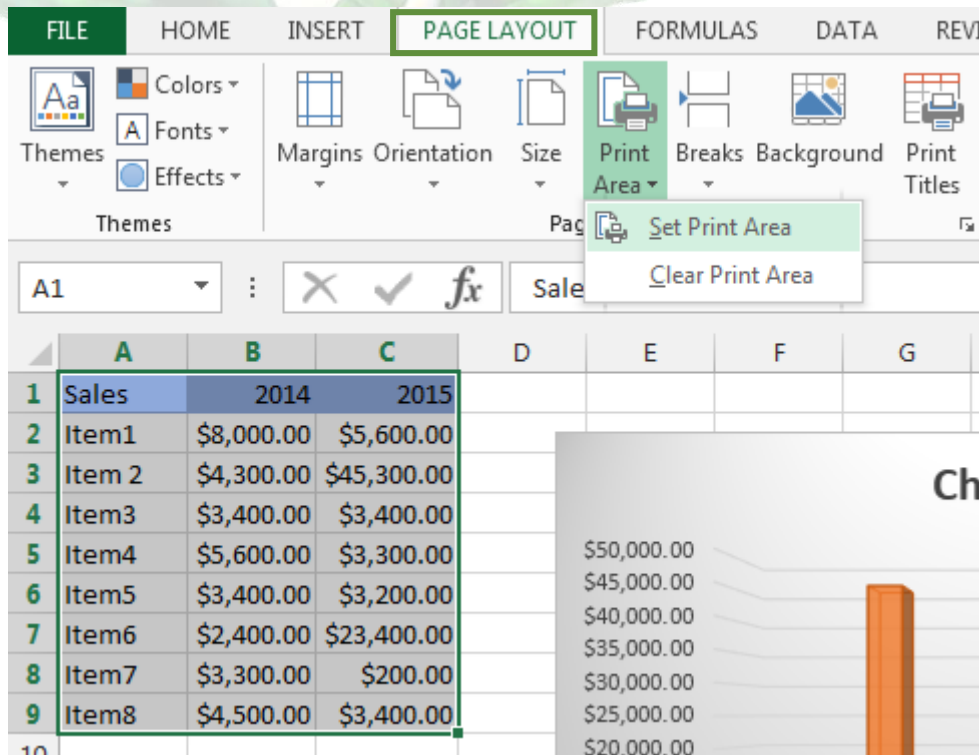 FILE HOME INSERT PAGE LAYOUT FORMULAS DATA
Aa Colors
A Fonts
Effects
Themes Margins Orientation Size Print Area Breaks Background Print Titles
Themes
Set Print Area
Clear Print Area
A1 fx
A B C D E F G
1 Sales 2014 2015
2 Item1 $8,000.00 $5,600.00
3 Item 2 $4,300.00 $45,300.00
4 Item3 $3,400.00 $3,400.00
5 Item4 $5,600.00 $3,300.00
6 Item5 $3,400.00 $3,200.00
7 Item6 $2,400.00 $23,400.00
8 Item7 $3,300.00 $200.00
9 Item8 $4,500.00 $3,400.00
10
$50,000.00
$45,000.00
$40,000.00
$35,000.00
$30,000.00
$25,000.00
$20,000.00